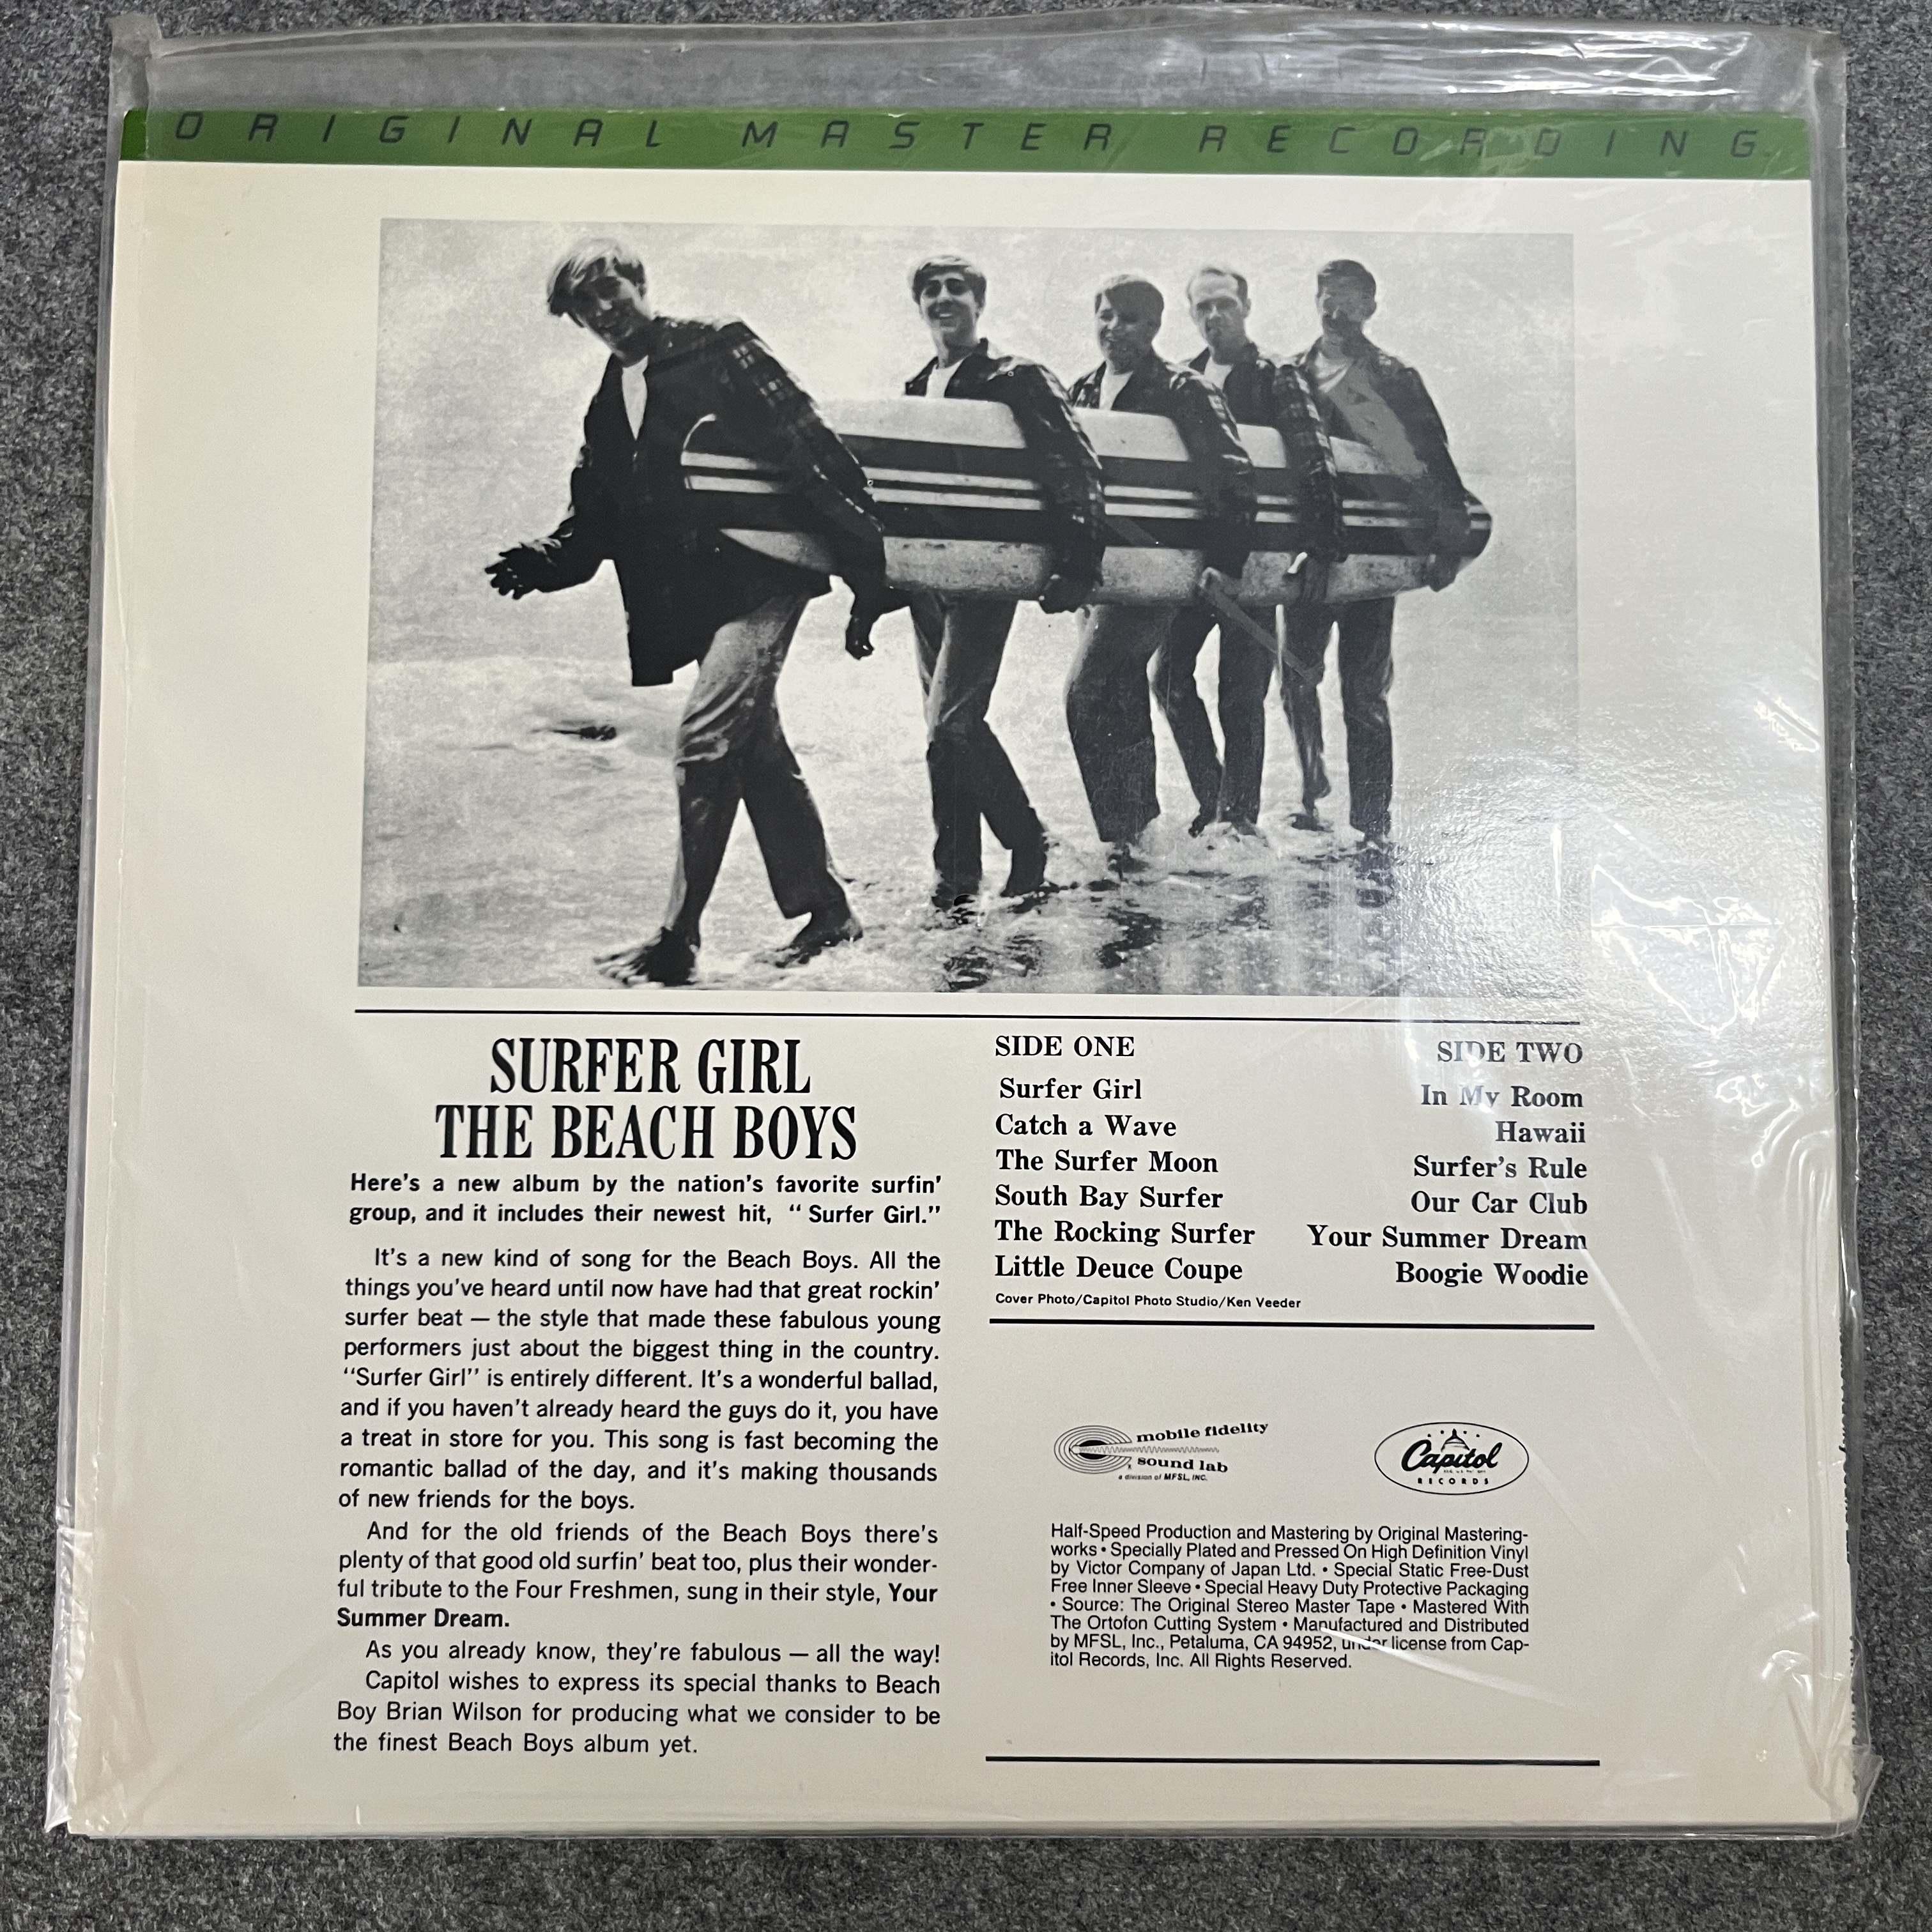 ORIGINAL MASTER RECORDING
SURFER GIRL
THE BEACH BOYS
Here's a new album by the nation's favorite surfin'
group, and it includes their newest hit, "Surfer Girl."
It's a new kind of song for the Beach Boys. All the
things you've heard until now have had that great rockin'
surfer beat — the style that made these fabulous young
performers just about the biggest thing in the country.
"Surfer Girl" is entirely different. It's a wonderful ballad,
and if you haven't already heard the guys do it, you have
a treat in store for you. This song is fast becoming the
romantic ballad of the day, and it's making thousands
of new friends for the boys.
And for the old friends of the Beach Boys there's
plenty of that good old surfin' beat too, plus their wonder-
ful tribute to the Four Freshmen, sung in their style, Your
Summer Dream.
As you already know, they're fabulous — all the way!
Capitol wishes to express its special thanks to Beach
Boy Brian Wilson for producing what we consider to be
the finest Beach Boys album yet.
SIDE ONE
Surfer Girl
Catch a Wave
The Surfer Moon
South Bay Surfer
The Rocking Surfer
Little Deuce Coupe
Cover Photo/Capitol Photo Studio/Ken Veeder
SIDE TWO
In My Room
Hawaii
Surfer's Rule
Our Car Club
Your Summer Dream
Boogie Woodie
mobile fidelity
sound lab
a division of MFSL, INC.
Capitol
RECORDS
Half-Speed Production and Mastering by Original Mastering-
works • Specially Plated and Pressed On High Definition Vinyl
by Victor Company of Japan Ltd. • Special Static Free-Dust
Free Inner Sleeve • Special Heavy Duty Protective Packaging
• Source: The Original Stereo Master Tape • Mastered With
The Ortofon Cutting System • Manufactured and Distributed
by MFSL, Inc., Petaluma, CA 94952, under license from Cap-
itol Records, Inc. All Rights Reserved.